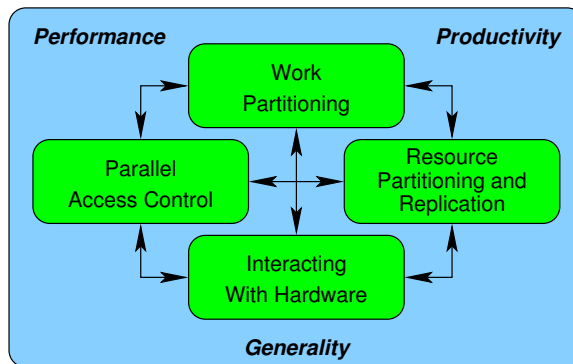 Performance
Productivity
Work
Partitioning
Parallel
Access Control
Resource
Partitioning and
Replication
Interacting
With Hardware
Generality